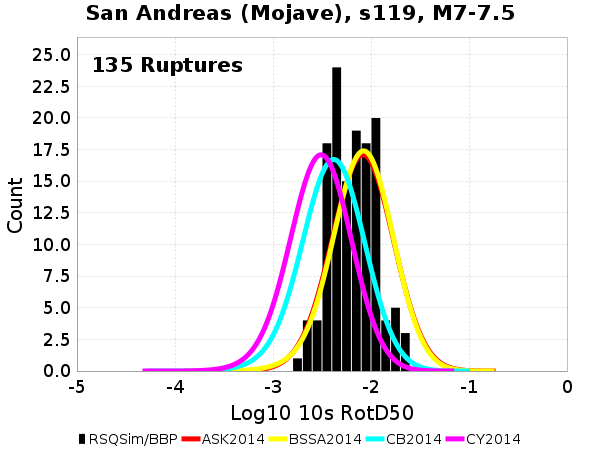 San Andreas (Mojave), s119, M7-7.5
135 Ruptures
25.0
22.5
20.0
17.5
15.0
12.5
10.0
7.5
5.0
2.5
0.0
Count
-5 -4 -3 -2 -1 0
Log10 10s RotD50
RSQSim/BBP ASK2014 BSSA2014 CB2014 CY2014